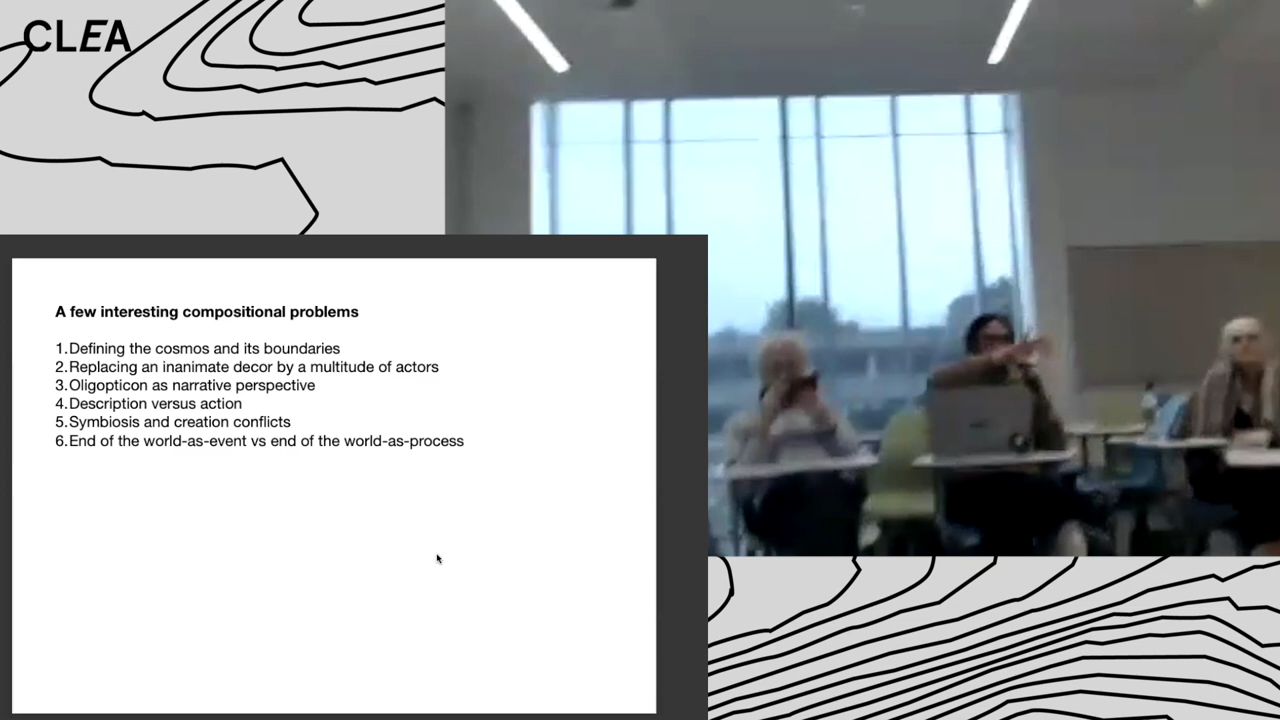 CLEA
A few interesting compositional problems
1.Defining the cosmos and its boundaries
2.Replacing an inanimate decor by a multitude of actors
3.Oligopticon as narrative perspective
4.Description versus action
5.Symbiosis and creation conflicts
6.End of the world-as-event vs end of the world-as-process